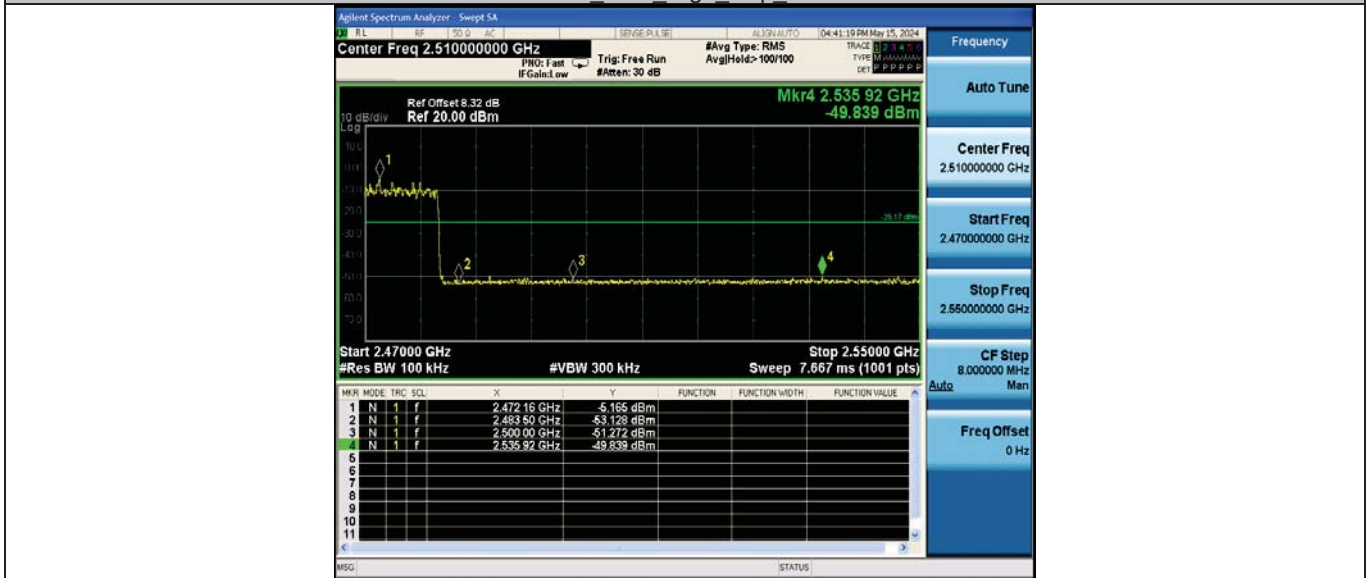 Agilent Spectrum Analyzer - Swept SA
RL RF 50 Ω AC SENSE:PULSE ALIGNAUTO 04:41:19 PM May 15, 2024
Center Freq 2.510000000 GHz
PNO: Fast
IFGain:Low
Trig: Free Run
#Atten: 30 dB
#Avg Type: RMS
Avg|Hold>100/100
TRACE 1 2 3 4 5 6
TYPE M
DET P P P P P P
Frequency
Auto Tune
Center Freq
2.510000000 GHz
Start Freq
2.470000000 GHz
Stop Freq
2.550000000 GHz
CF Step
8.000000 MHz
Auto Man
Freq Offset
0 Hz
Mkr4 2.535 92 GHz
-49.839 dBm
Ref Offset 8.32 dB
10 dB/div Ref 20.00 dBm
Log
1
2
3
4
-25.17 dBm
Start 2.47000 GHz Stop 2.55000 GHz
#Res BW 100 kHz #VBW 300 kHz Sweep 7.667 ms (1001 pts)
MKR MODE TRC SCL X Y FUNCTION FUNCTION WIDTH FUNCTION VALUE
1 N 1 f 2.472 16 GHz -5.165 dBm
2 N 1 f 2.483 50 GHz -53.128 dBm
3 N 1 f 2.500 00 GHz -51.272 dBm
4 N 1 f 2.535 92 GHz -49.839 dBm
5
6
7
8
9
10
11
MSG STATUS